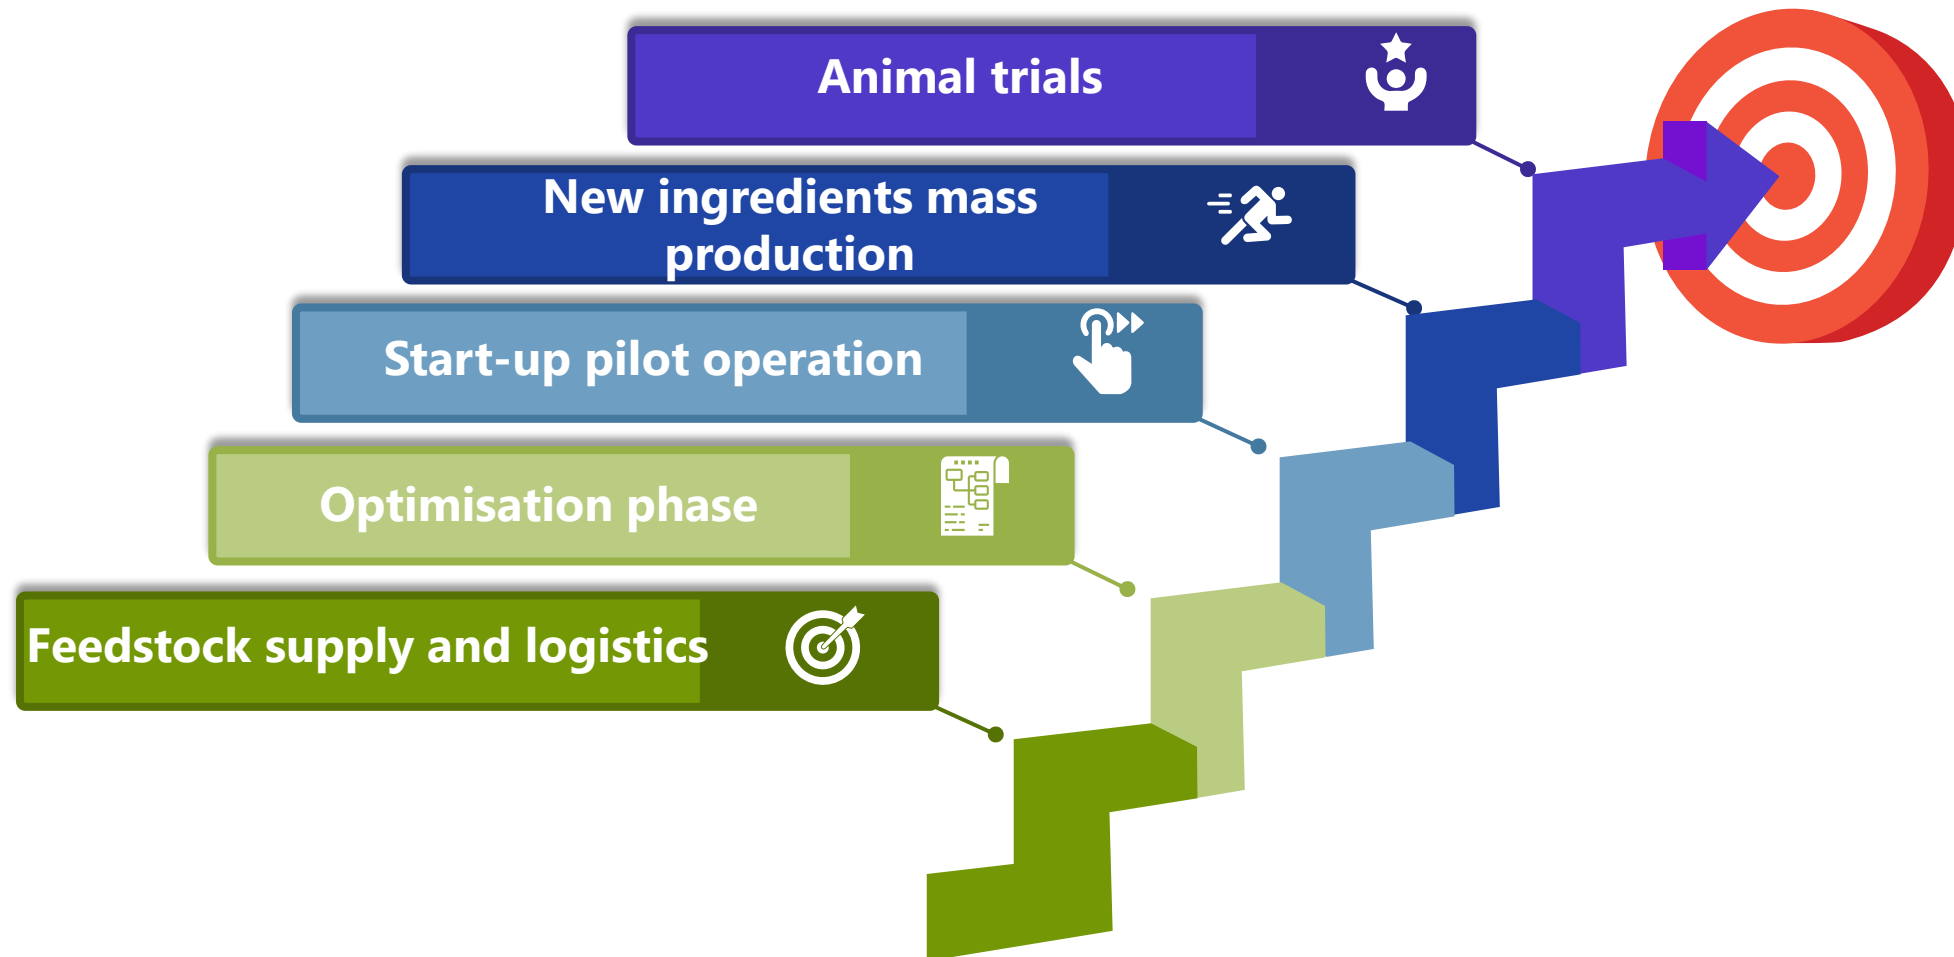 Animal trials
New ingredients mass
production
Start-up pilot operation
Optimisation phase
Feedstock supply and logistics